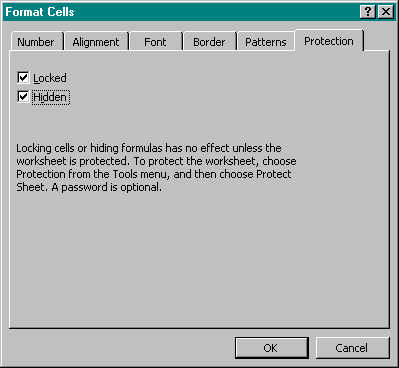 Format Cells
Number Alignment Font Border Patterns Protection
Locked
Hidden
Locking cells or hiding formulas has no effect unless the
worksheet is protected. To protect the worksheet, choose
Protection from the Tools menu, and then choose Protect
Sheet. A password is optional.
OK Cancel